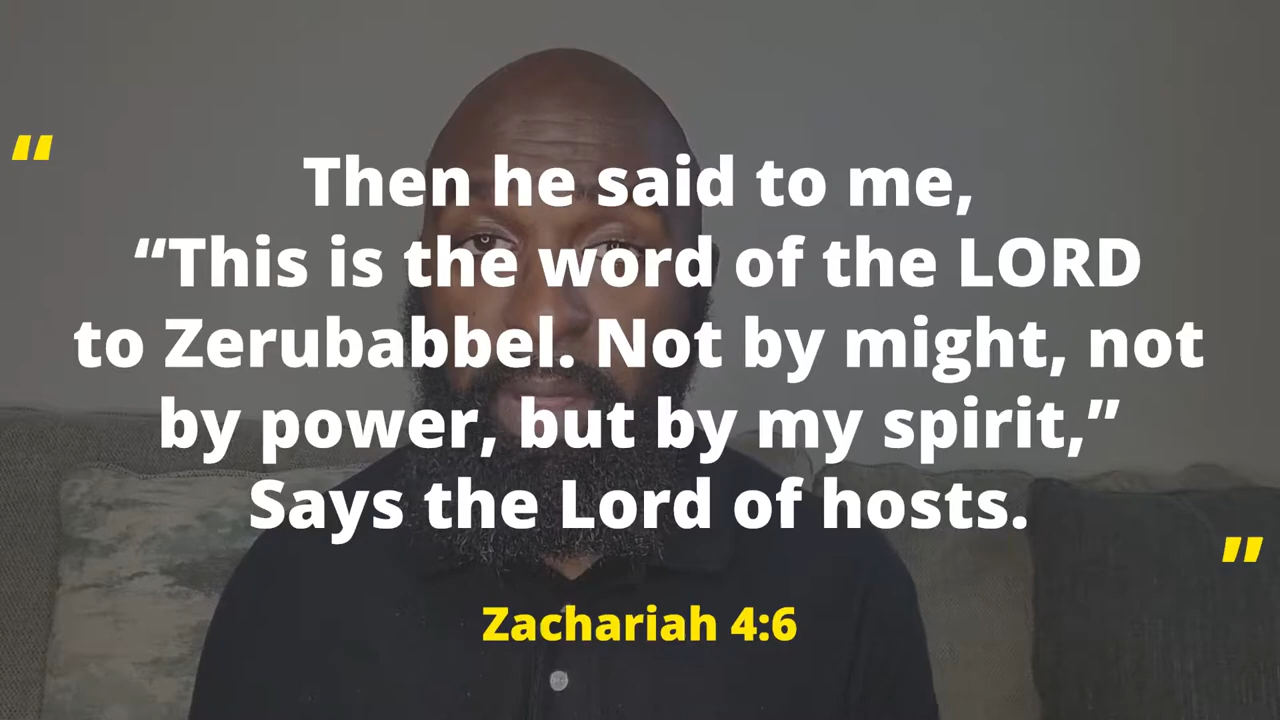 “
Then he said to me,
“This is the word of the LORD
to Zerubabbel. Not by might, not
by power, but by my spirit,”
Says the Lord of hosts.
”
Zachariah 4:6